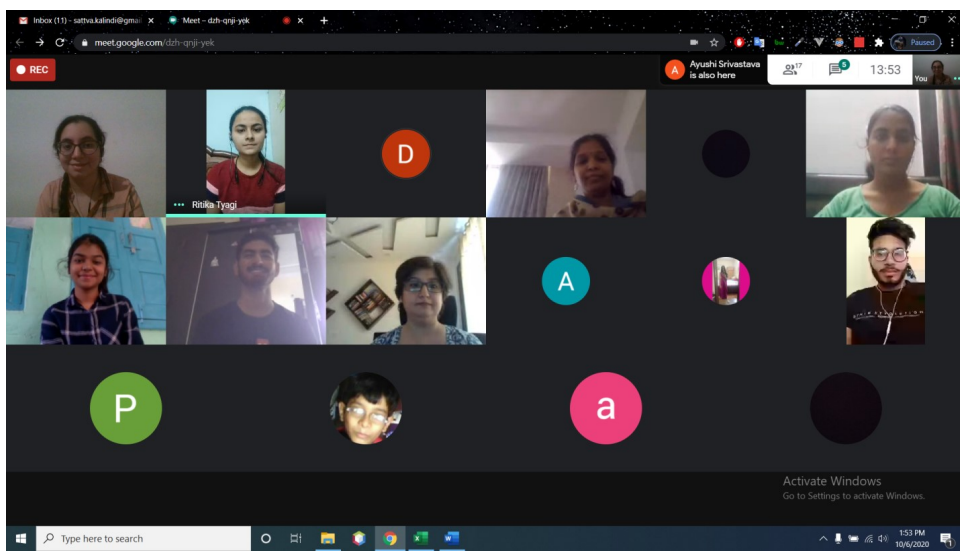 Inbox (11) - sattva.kalindi@gmai
Meet – dzh-qnji-yek
meet.google.com/dzh-qnji-yek
Paused
REC
A
Ayushi Srivastava
is also here
17
5
13:53
You
D
Ritika Tyagi
A
P
a
Activate Windows
Go to Settings to activate Windows.
Type here to search
1:53 PM
10/6/2020